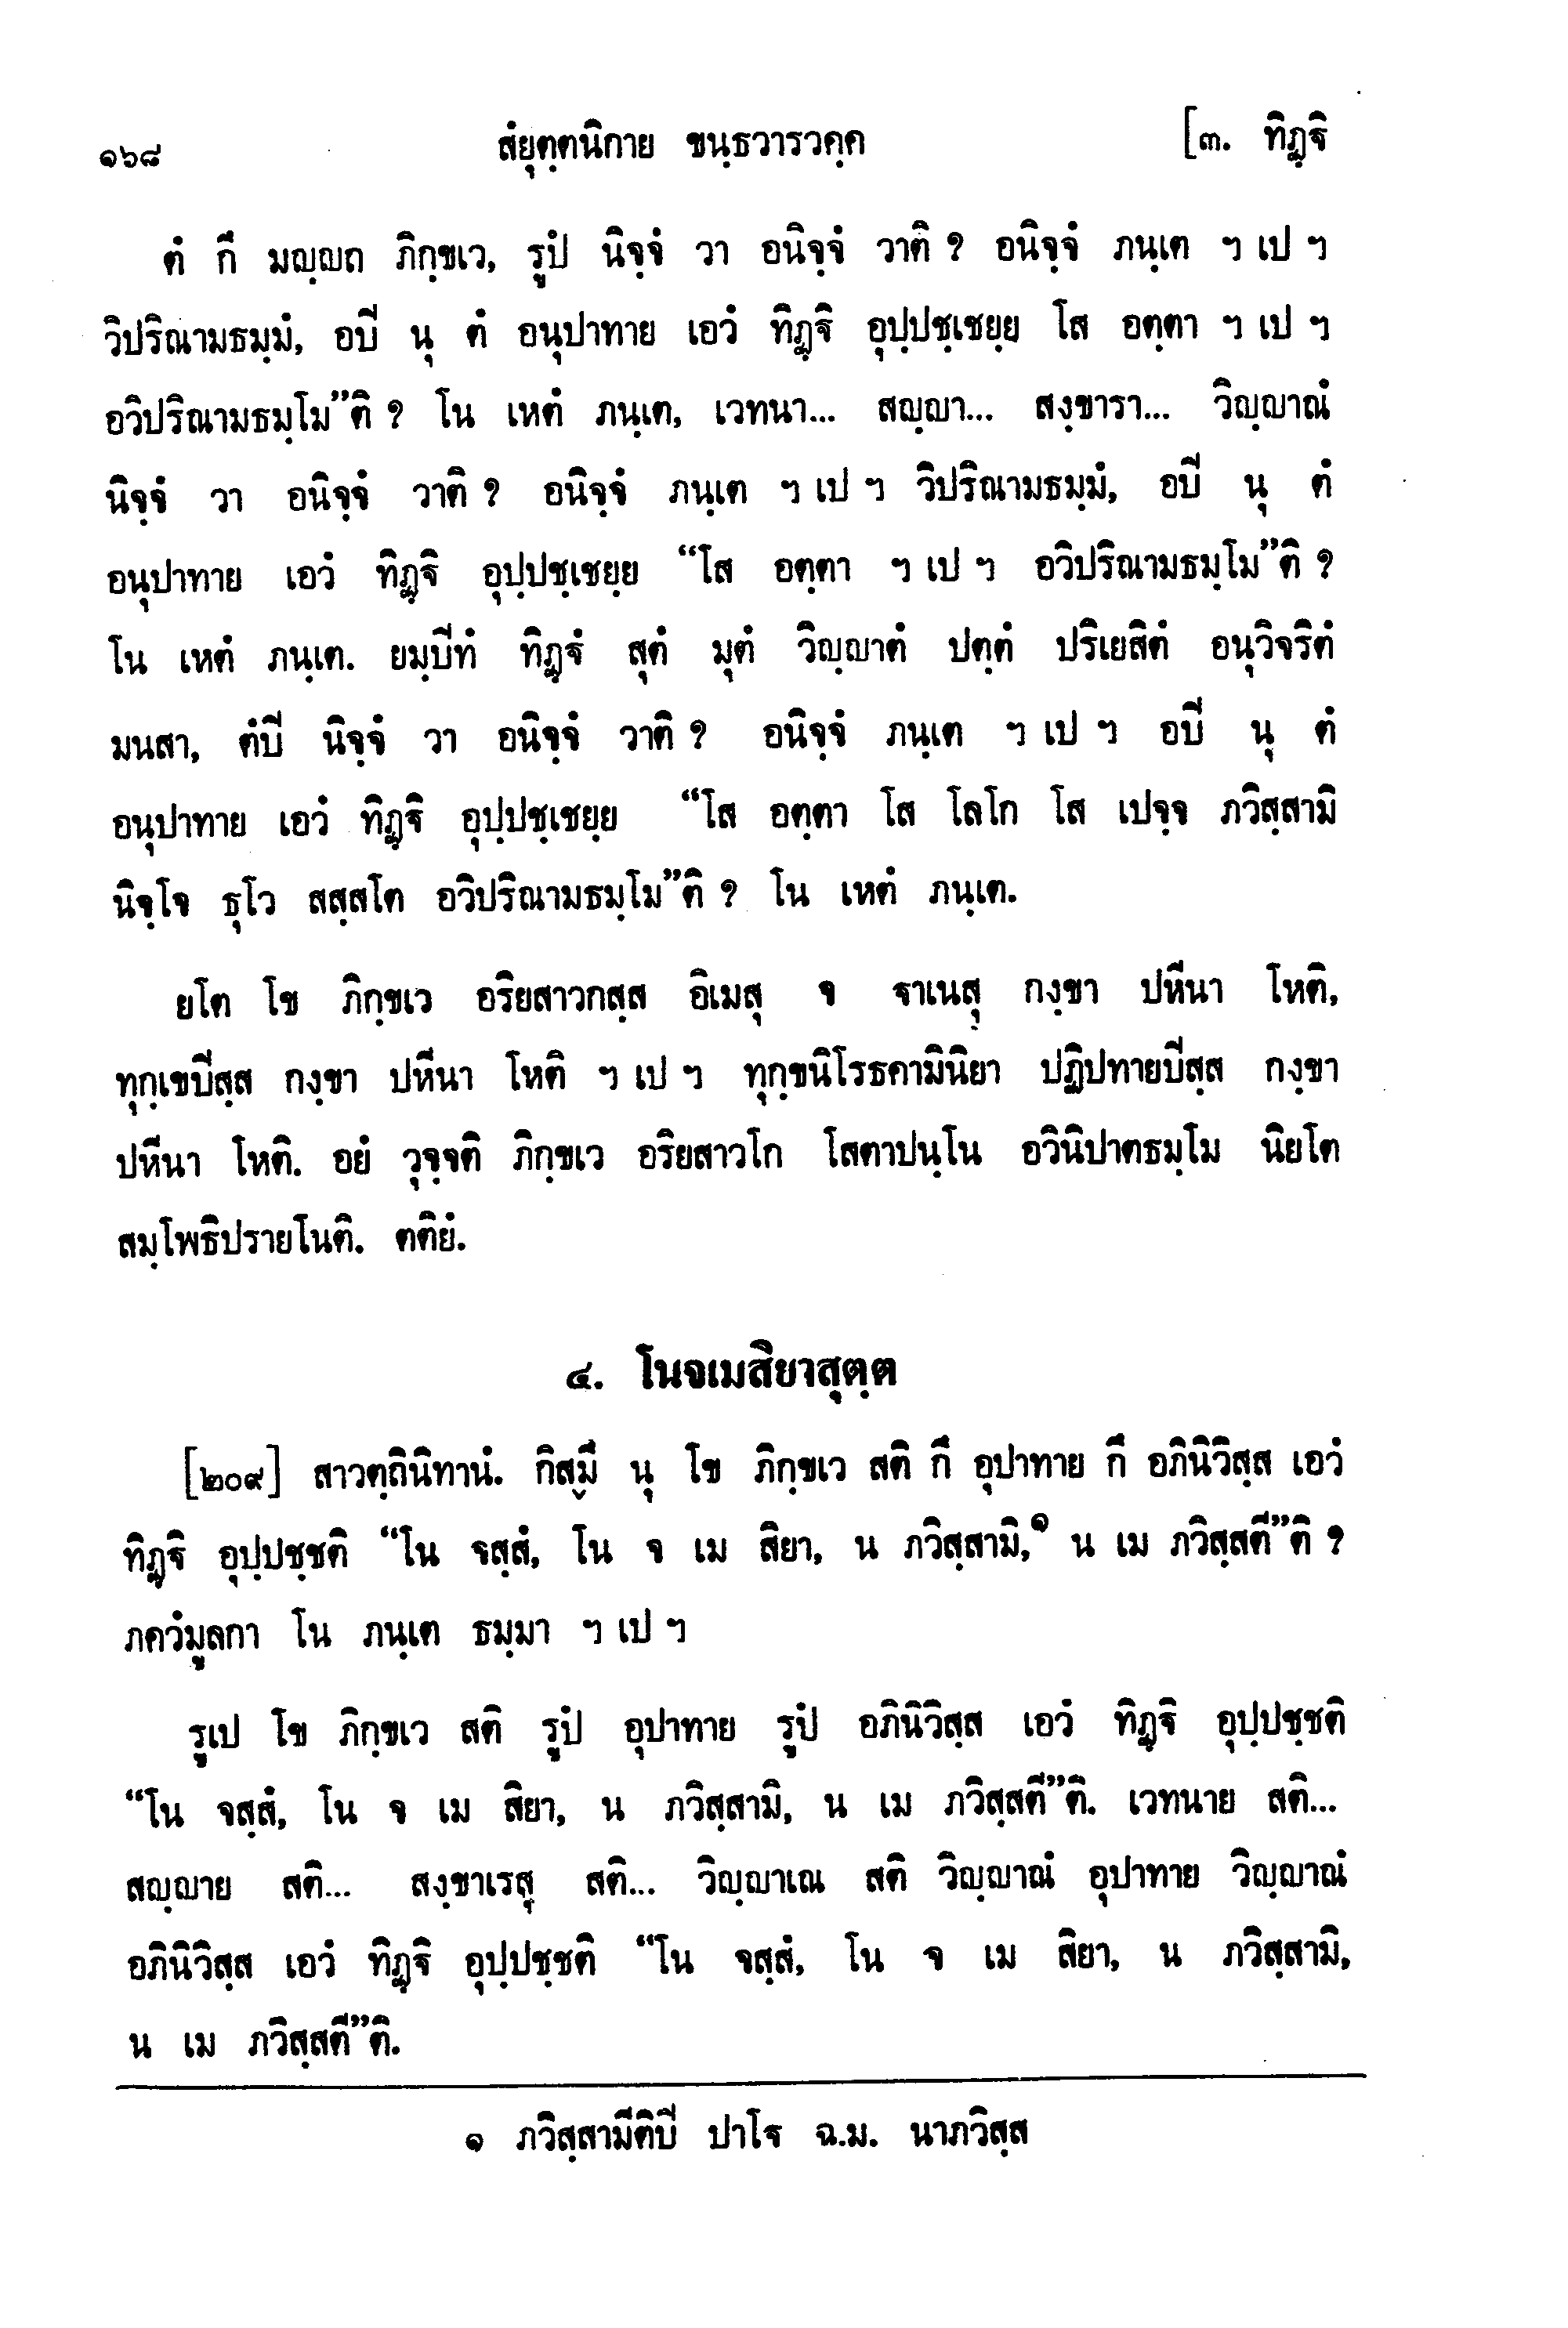 ๑๖๘ สํยุตฺตนิกาย ขนฺธวารวคฺค [๓. ทิฏฺฐิ
ตํ กึ มญฺญถ ภิกฺขเว, รูปํ นิจฺจํ วา อนิจฺจํ วาติ ? อนิจฺจํ ภนฺเต ฯ เป ฯ
วิปริณามธมฺมํ, อปิ นุ ตํ อนุปาทาย เอวํ ทิฏฺฐิ อุปฺปชฺเชยฺย โส อตฺตา ฯ เป ฯ
อวิปริณามธมฺโม”ติ ? โน เหตํ ภนฺเต, เวทนา... สญฺญา... สงฺขารา... วิญฺญาณํ
นิจฺจํ วา อนิจฺจํ วาติ ? อนิจฺจํ ภนฺเต ฯ เป ฯ วิปริณามธมฺมํ, อปิ นุ ตํ
อนุปาทาย เอวํ ทิฏฺฐิ อุปฺปชฺเชยฺย “โส อตฺตา ฯ เป ฯ อวิปริณามธมฺโม”ติ ?
โน เหตํ ภนฺเต. ยมฺปีทํ ทิฏฺฐํ สุตํ มุตํ วิญฺญาตํ ปตฺตํ ปริเยสิตํ อนุวิจริตํ
มนสา, ตํปิ นิจฺจํ วา อนิจฺจํ วาติ ? อนิจฺจํ ภนฺเต ฯ เป ฯ อปิ นุ ตํ
อนุปาทาย เอวํ ทิฏฺฐิ อุปฺปชฺเชยฺย “โส อตฺตา โส โลโก โส เปจฺจ ภวิสฺสามิ
นิจฺโจ ธุโว สสฺสโต อวิปริณามธมฺโม”ติ ? โน เหตํ ภนฺเต.
ยโต โข ภิกฺขเว อริยสาวกสฺส อิเมสุ จ ฐาเนสุ กงฺขา ปหีนา โหติ,
ทุกฺเขปิสฺส กงฺขา ปหีนา โหติ ฯ เป ฯ ทุกฺขนิโรธคามินิยา ปฏิปทายปิสฺส กงฺขา
ปหีนา โหติ. อยํ วุจฺจติ ภิกฺขเว อริยสาวโก โสตาปนฺโน อวินิปาตธมฺโม นิยโต
สมฺโพธิปรายโนติ. ตติยํ.
๔. โนจเมสิยาสุตฺต
[๒๐๙] สาวตฺถินิทานํ. กิสฺมึ นุ โข ภิกฺขเว สติ กึ อุปาทาย กึ อภินิวิสฺส เอวํ
ทิฏฺฐิ อุปฺปชฺชติ “โน จสฺสํ, โน จ เม สิยา, น ภวิสฺสามิ,๑ น เม ภวิสฺสตี”ติ ?
ภควํมูลกา โน ภนฺเต ธมฺมา ฯ เป ฯ
รูเป โข ภิกฺขเว สติ รูปํ อุปาทาย รูปํ อภินิวิสฺส เอวํ ทิฏฺฐิ อุปฺปชฺชติ
“โน จสฺสํ, โน จ เม สิยา, น ภวิสฺสามิ, น เม ภวิสฺสตี”ติ. เวทนาย สติ...
สญฺญาย สติ... สงฺขาเรสุ สติ... วิญฺญาเณ สติ วิญฺญาณํ อุปาทาย วิญฺญาณํ
อภินิวิสฺส เอวํ ทิฏฺฐิ อุปฺปชฺชติ “โน จสฺสํ, โน จ เม สิยา, น ภวิสฺสามิ,
น เม ภวิสฺสตี”ติ.
๑ ภวิสฺสามีติปิ ปาโฐ ฉ.ม. นาภวิสฺส